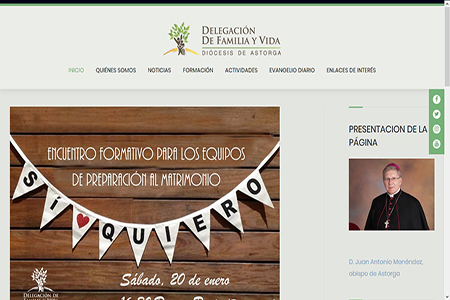 DELEGACIÓN
DE FAMILIA Y VIDA
DIÓCESIS DE ASTORGA
INICIO QUIÉNES SOMOS NOTICIAS FORMACIÓN ACTIVIDADES EVANGELIO DIARIO ENLACES DE INTERÉS
ENCUENTRO FORMATIVO PARA LOS EQUIPOS
DE PREPARACIÓN AL MATRIMONIO
SÍ QUIERO
Sábado, 20 de enero
DELEGACIÓN DE
PRESENTACION DE LA
PÁGINA
D. Juan Antonio Menéndez,
obispo de Astorga